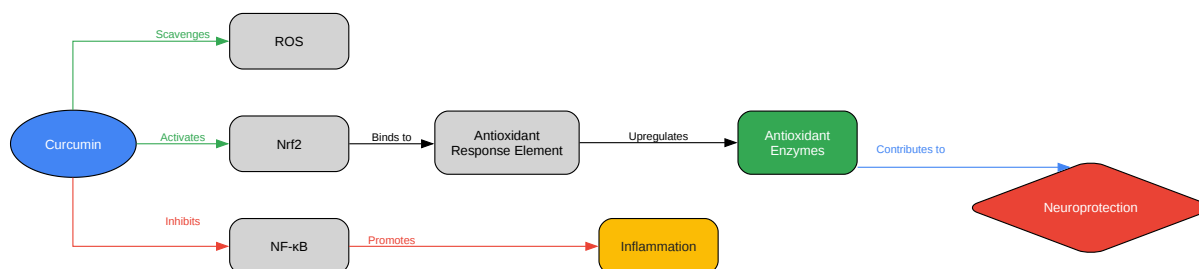 Scavenges
ROS
Curcumin
Activates
Nrf2
Binds to
Antioxidant
Response Element
Upregulates
Antioxidant
Enzymes
Contributes to
Neuroprotection
Inhibits
NF-κB
Promotes
Inflammation